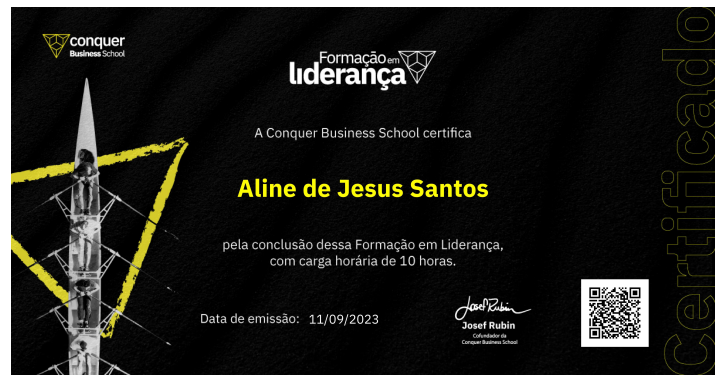 conquer
Business School
Formação em
liderança
A Conquer Business School certifica
Aline de Jesus Santos
pela conclusão dessa Formação em Liderança,
com carga horária de 10 horas.
Data de emissão: 11/09/2023
Josef Rubin
Josef Rubin
Cofundador da
Conquer Business School
Certificado